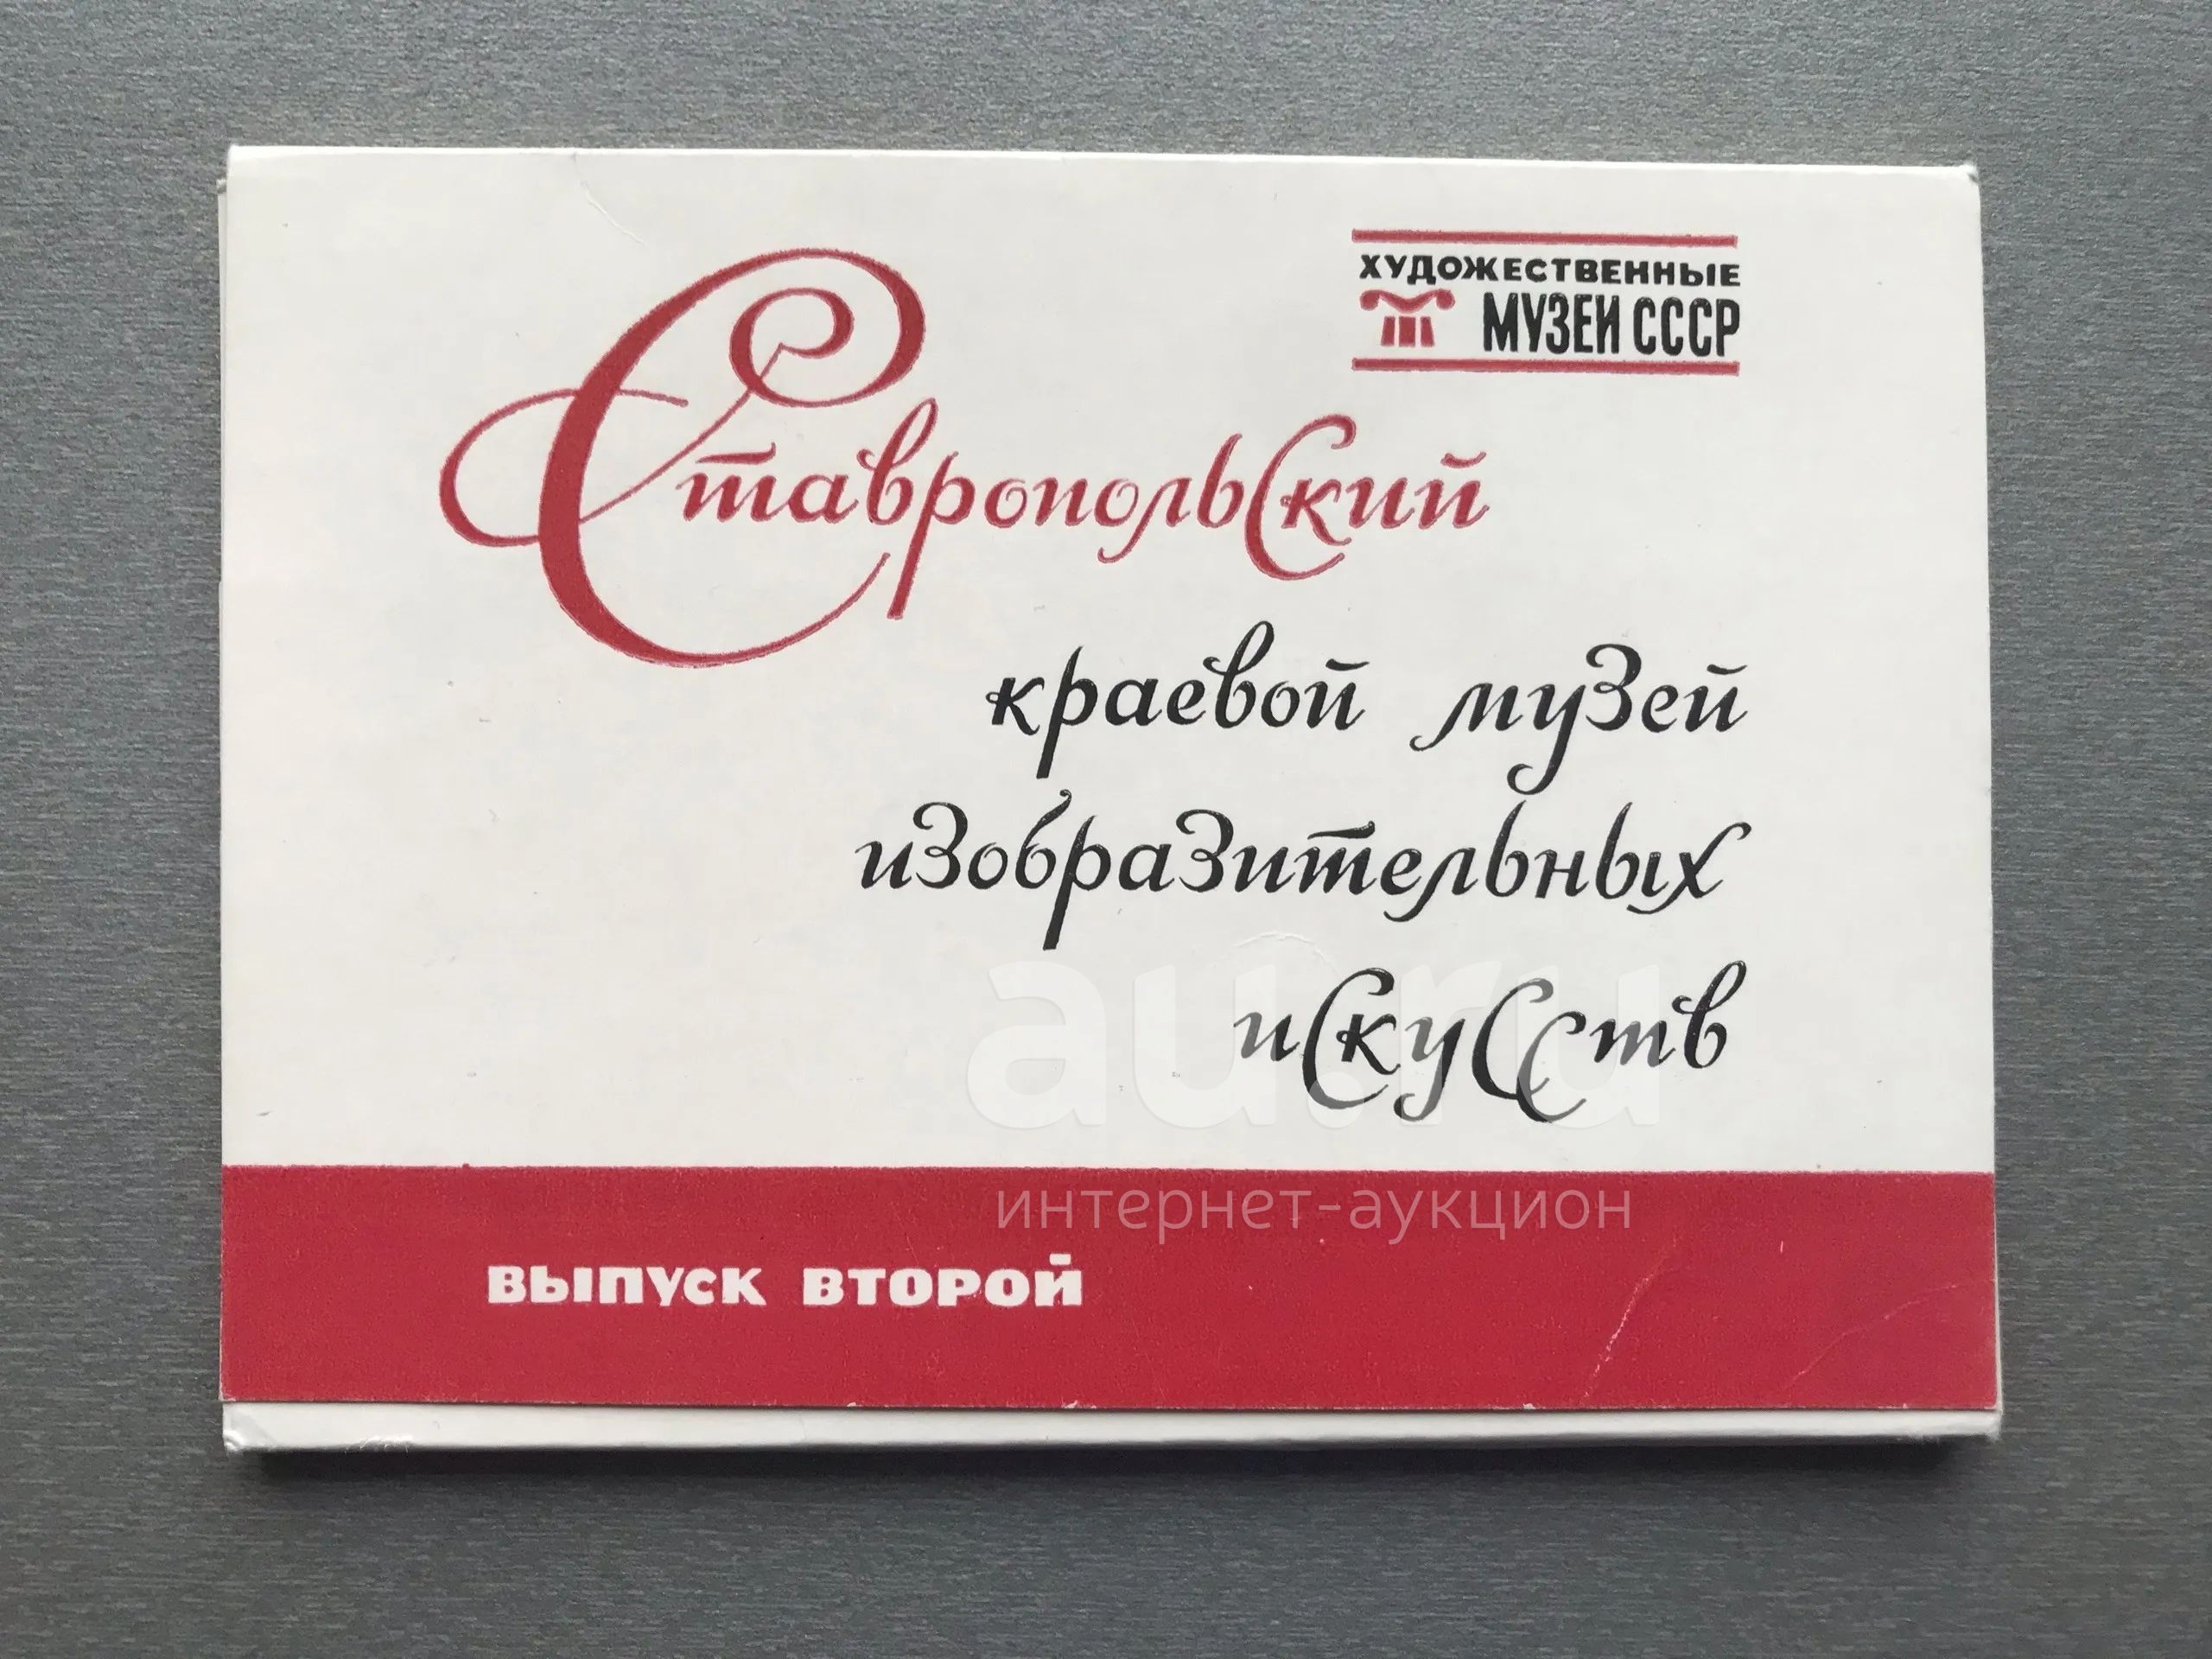 ХУДОЖЕСТВЕННЫЕ
МУЗЕИ СССР
Ставропольский
краевой музей
изобразительных
искусств
au.ru
интернет-аукцион
ВЫПУСК ВТОРОЙ